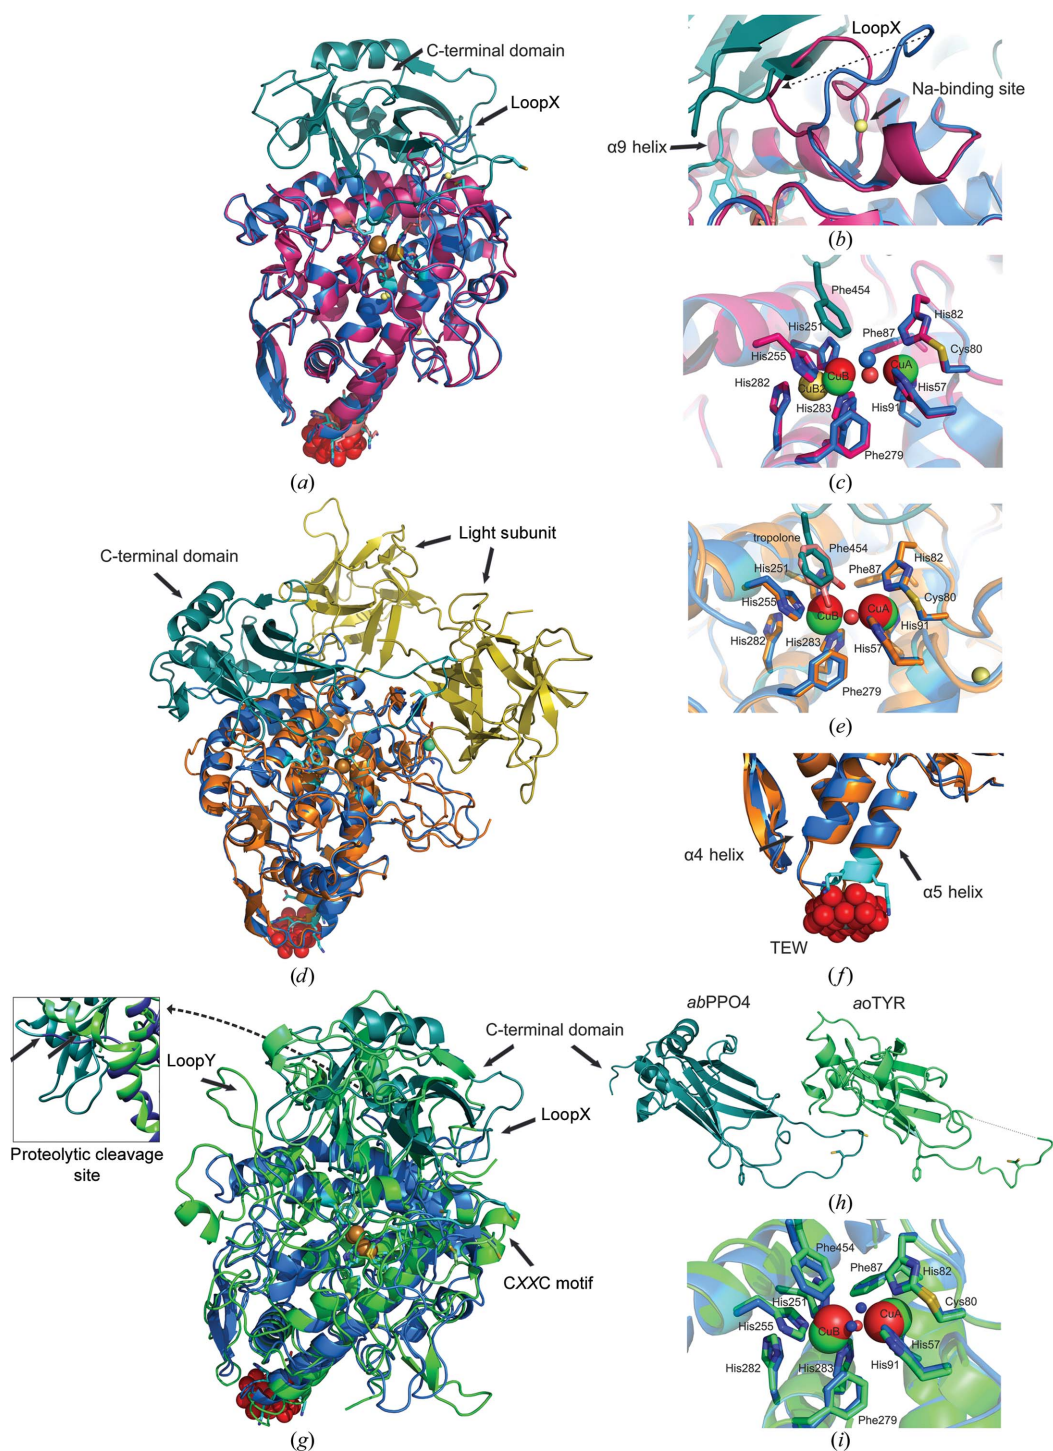 C-terminal domain
LoopX
(a)
LoopX
Na-binding site
α9 helix
(b)
Phe454
His82
His251
Phe87
Cys80
His255
CuB
CuA
CuB2
His57
His282
His283
His91
Phe279
(c)
Light subunit
C-terminal domain
(d)
tropolone
Phe454
His82
His251
Phe87
His255
Cys80
CuB
CuA
His91
His282
His283
His57
Phe279
(e)
α4 helix
α5 helix
TEW
(f)
LoopY
Proteolytic cleavage
site
C-terminal domain
LoopX
CXXC motif
(g)
abPPO4
aoTYR
(h)
Phe454
Phe87
His82
His251
Cys80
His255
CuB
CuA
His57
His282
His283
His91
Phe279
(i)